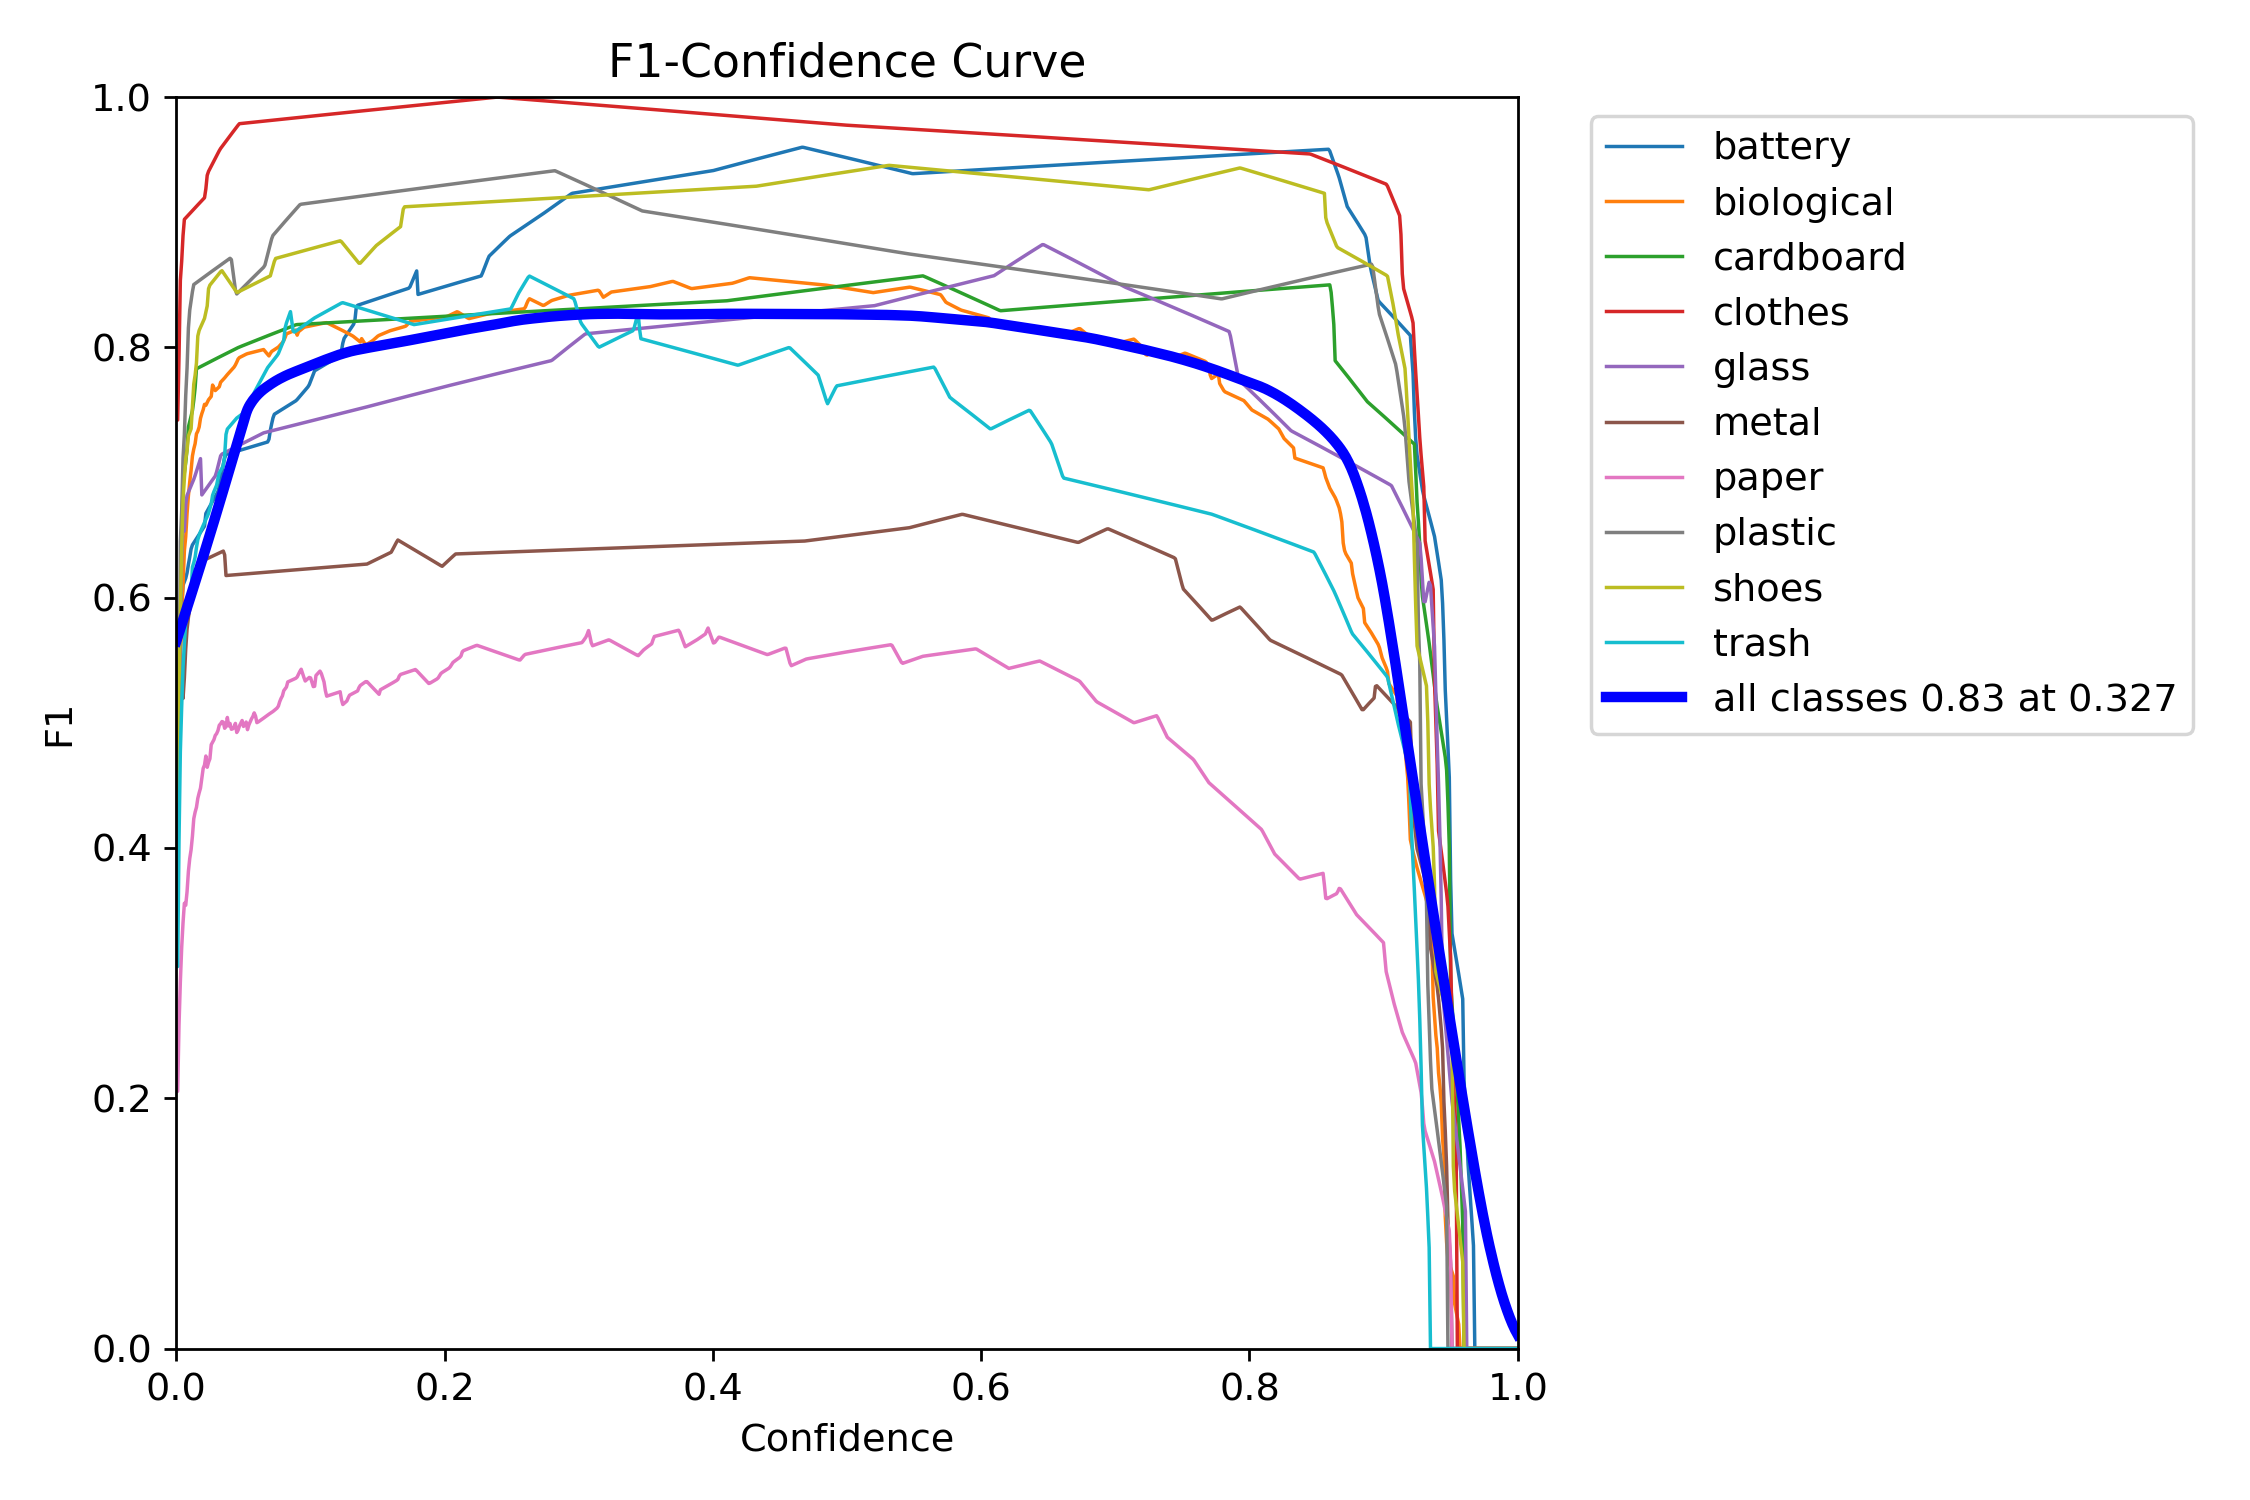 F1-Confidence Curve
1.0
0.8
0.6
0.4
0.2
0.0
F1
0.0 0.2 0.4 0.6 0.8 1.0
Confidence
battery
biological
cardboard
clothes
glass
metal
paper
plastic
shoes
trash
all classes 0.83 at 0.327